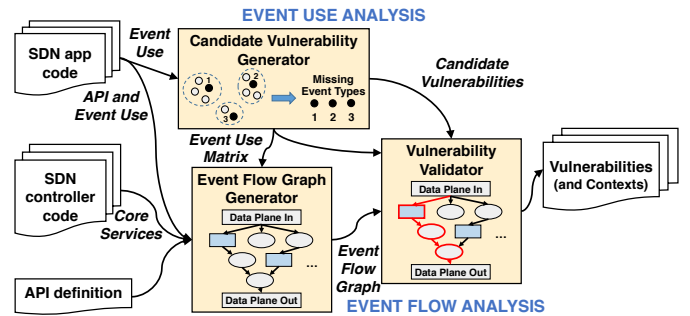 EVENT USE ANALYSIS
SDN app
code
Event
Use
Candidate Vulnerability
Generator
1
2
3
Missing
Event Types
1 2 3
Candidate
Vulnerabilities
API and
Event Use
Event Use
Matrix
SDN
controller
code
Core
Services
Event Flow Graph
Generator
Data Plane In
...
Data Plane Out
Vulnerability
Validator
Data Plane In
...
Data Plane Out
Vulnerabilities
(and Contexts)
Event
Flow
Graph
API definition
EVENT FLOW ANALYSIS